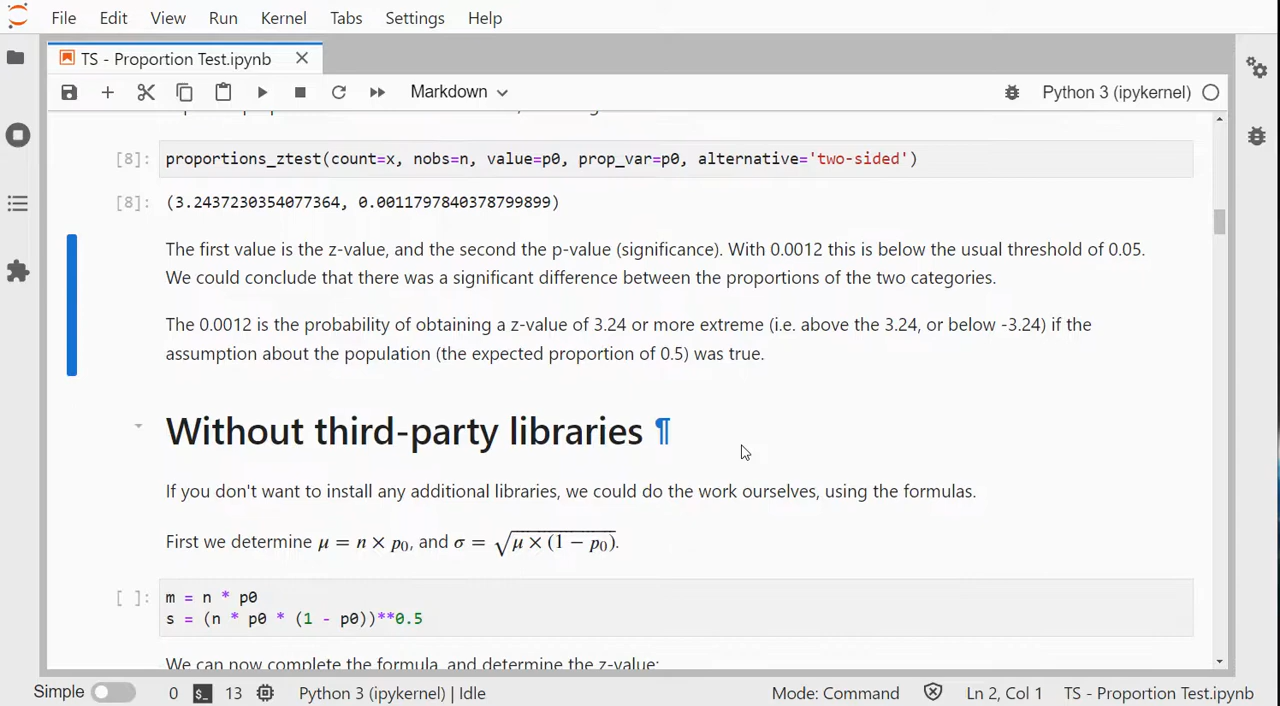 File Edit View Run Kernel Tabs Settings Help
TS - Proportion Test.ipynb
Markdown
Python 3 (ipykernel)
[8]: proportions_ztest(count=x, nobs=n, value=p0, prop_var=p0, alternative='two-sided')
[8]: (3.2437230354077364, 0.0011797840378799899)
The first value is the z-value, and the second the p-value (significance). With 0.0012 this is below the usual threshold of 0.05.
We could conclude that there was a significant difference between the proportions of the two categories.
The 0.0012 is the probability of obtaining a z-value of 3.24 or more extreme (i.e. above the 3.24, or below -3.24) if the
assumption about the population (the expected proportion of 0.5) was true.
Without third-party libraries ¶
If you don't want to install any additional libraries, we could do the work ourselves, using the formulas.
First we determine μ = n × p₀, and σ = √(μ × (1 − p₀)).
[ ]: m = n * p0
s = (n * p0 * (1 - p0))**0.5
We can now complete the formula, and determine the z-value:
Simple 0 13 Python 3 (ipykernel) | Idle Mode: Command Ln 2, Col 1 TS - Proportion Test.ipynb